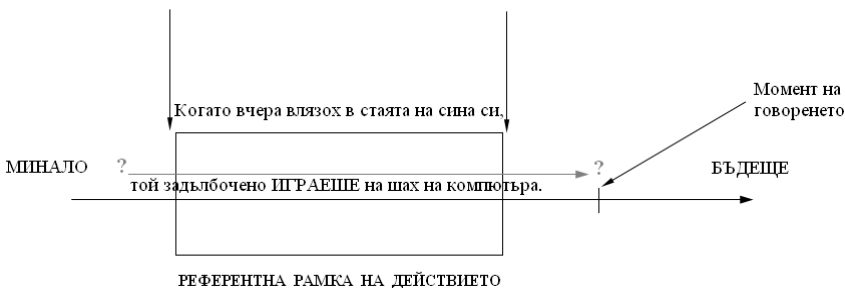 Когато вчера влязох в стаята на сина си,
Момент на
говоренето
МИНАЛО
?
?
БЪДЕЩЕ
той задълбочено ИГРАЕШЕ на шах на компютъра.
РЕФЕРЕНТНА РАМКА НА ДЕЙСТВИЕТО